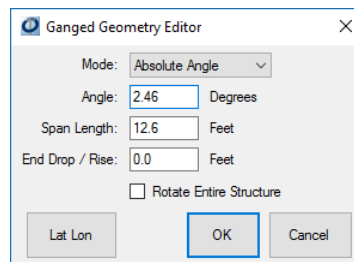 Ganged Geometry Editor
Mode: Absolute Angle
Angle: 2.46 Degrees
Span Length: 12.6 Feet
End Drop / Rise: 0.0 Feet
Rotate Entire Structure
Lat Lon OK Cancel